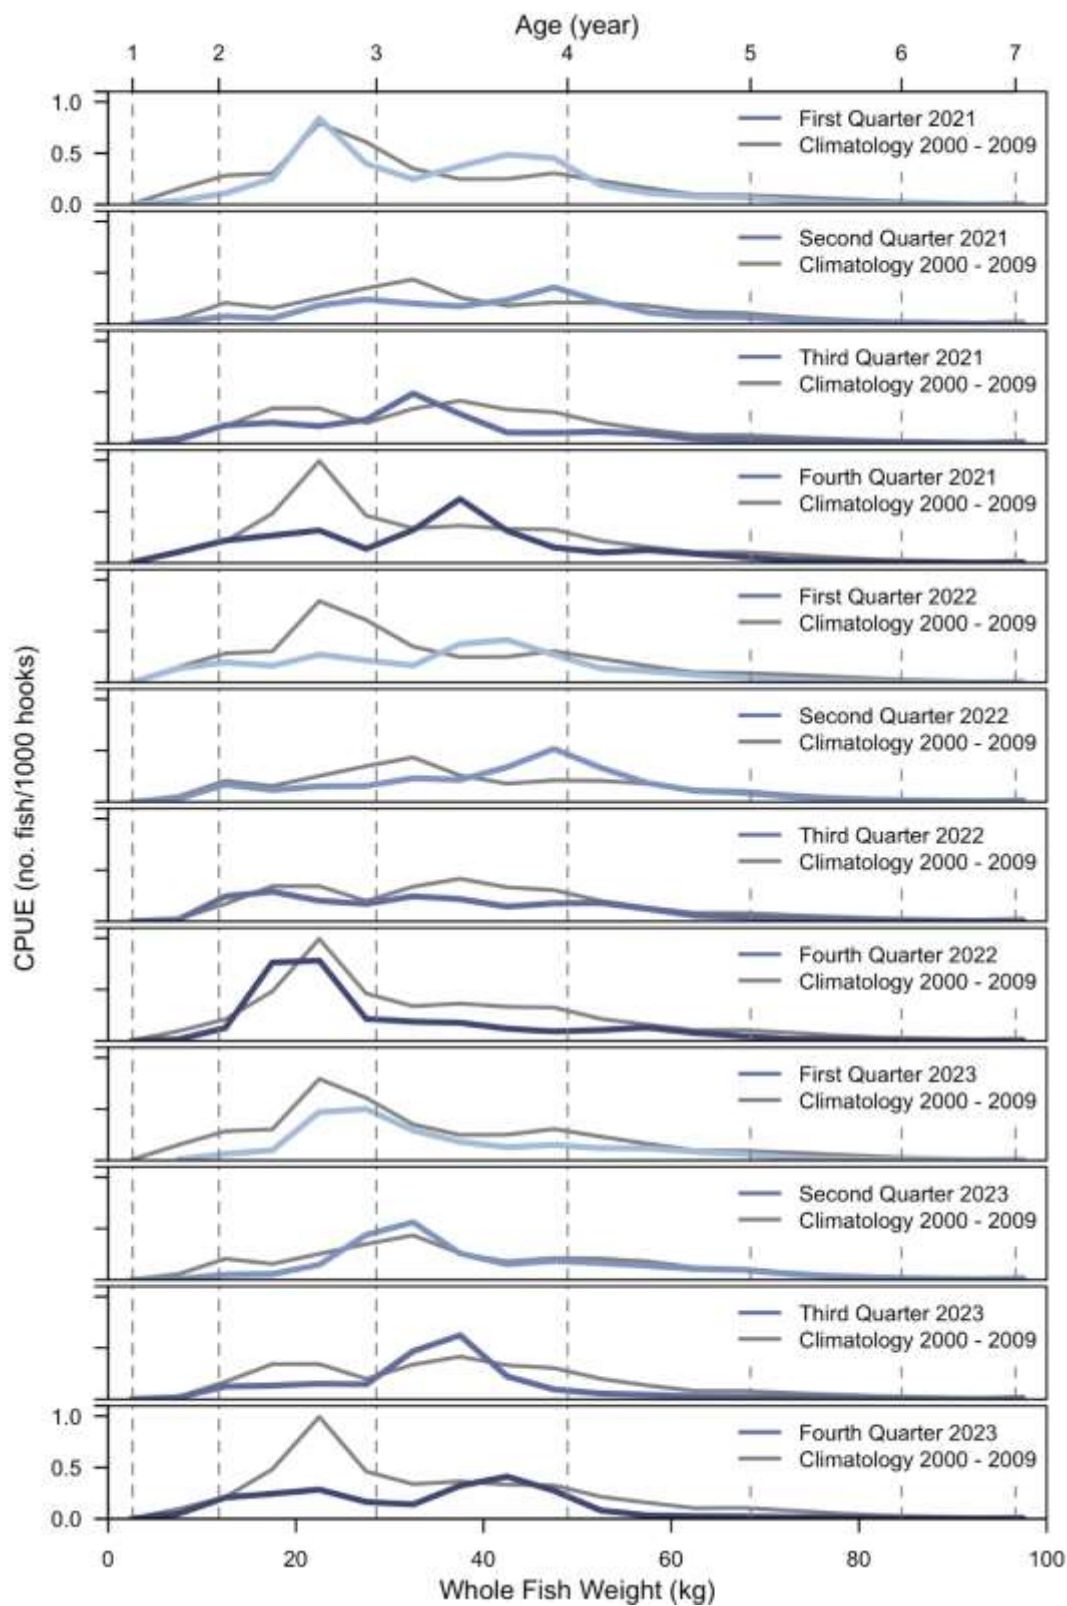 Age (year)
1 2 3 4 5 6 7
1.0
0.5
0.0
First Quarter 2021
Climatology 2000 - 2009
Second Quarter 2021
Climatology 2000 - 2009
Third Quarter 2021
Climatology 2000 - 2009
Fourth Quarter 2021
Climatology 2000 - 2009
First Quarter 2022
Climatology 2000 - 2009
CPUE (no. fish/1000 hooks)
Second Quarter 2022
Climatology 2000 - 2009
Third Quarter 2022
Climatology 2000 - 2009
Fourth Quarter 2022
Climatology 2000 - 2009
First Quarter 2023
Climatology 2000 - 2009
Second Quarter 2023
Climatology 2000 - 2009
Third Quarter 2023
Climatology 2000 - 2009
1.0
0.5
0.0
Fourth Quarter 2023
Climatology 2000 - 2009
0 20 40 60 80 100
Whole Fish Weight (kg)